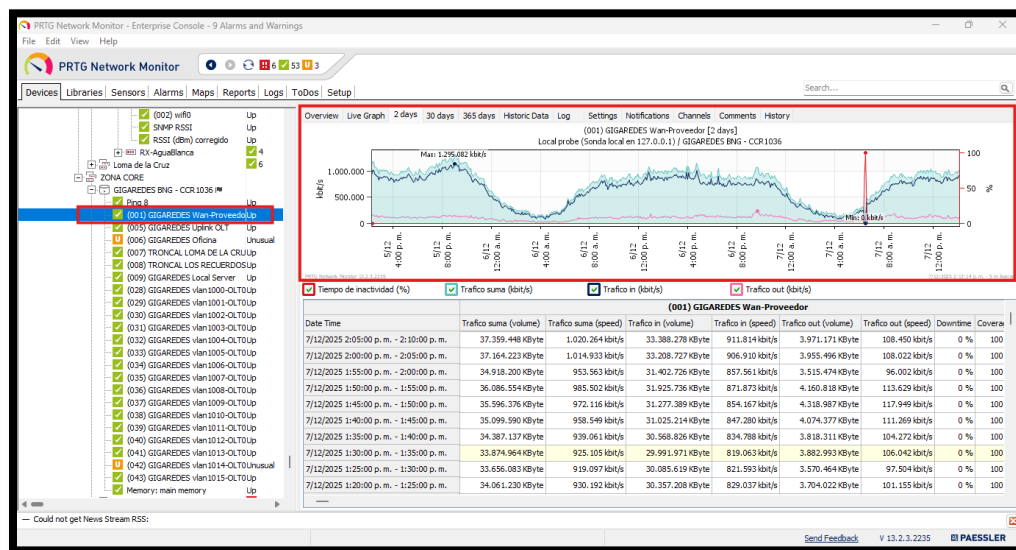 PRTG Network Monitor - Enterprise Console - 9 Alarms and Warnings
File Edit View Help
PRTG Network Monitor 6 53 U 3
Devices Libraries Sensors Alarms Maps Reports Logs ToDos Setup Search...
(002) wifi0 Up
SNMP RSSI Up
RSSI (dBm) corregido Up
RX-AguaBlanca 4
Loma de la Cruz 6
ZONA CORE
GIGAREDES BNG - CCR1036
Ping 8 Up
(001) GIGAREDES Wan-Proveedo Up
(005) GIGAREDES Uplink OLT Up
U (006) GIGAREDES Oficina Unusual
(007) TRONCAL LOMA DE LA CRU Up
(008) TRONCAL LOS RECUERDOS Up
(009) GIGAREDES Local Server Up
(028) GIGAREDES vlan1000-OLT0 Up
(029) GIGAREDES vlan1001-OLT0 Up
(030) GIGAREDES vlan1002-OLT0 Up
(031) GIGAREDES vlan1003-OLT0 Up
(032) GIGAREDES vlan1004-OLT0 Up
(033) GIGAREDES vlan1005-OLT0 Up
(034) GIGAREDES vlan1006-OLT0 Up
(035) GIGAREDES vlan1007-OLT0 Up
(036) GIGAREDES vlan1008-OLT0 Up
(037) GIGAREDES vlan1009-OLT0 Up
(038) GIGAREDES vlan1010-OLT0 Up
(039) GIGAREDES vlan1011-OLT0 Up
(040) GIGAREDES vlan1012-OLT0 Up
(041) GIGAREDES vlan1013-OLT0 Up
U (042) GIGAREDES vlan1014-OLT0 Unusual
(043) GIGAREDES vlan1015-OLT0 Up
Memory: main memory Up
Overview Live Graph 2 days 30 days 365 days Historic Data Log Settings Notifications Channels Comments History
(001) GIGAREDES Wan-Proveedor [2 days]
Local probe (Sonda local en 127.0.0.1) / GIGAREDES BNG - CCR1036
Max: 1.295.082 kbit/s
Min: 0 kbit/s
kbit/s
1.000.000
500.000
0
100
50
0
%
5/12 4:00 p. m.
5/12 8:00 p. m.
6/12 12:00 a. m.
6/12 4:00 a. m.
6/12 8:00 a. m.
6/12 12:00 p. m.
6/12 4:00 p. m.
6/12 8:00 p. m.
7/12 12:00 a. m.
7/12 4:00 a. m.
7/12 8:00 a. m.
7/12 12:00 p. m.
PRTG Network Monitor 13.2.3.2235
Tiempo de inactividad (%) Trafico suma (kbit/s) Trafico in (kbit/s) Trafico out (kbit/s)
(001) GIGAREDES Wan-Proveedor
Date Time Trafico suma (volume) Trafico suma (speed) Trafico in (volume) Trafico in (speed) Trafico out (volume) Trafico out (speed) Downtime Covera
7/12/2025 2:05:00 p. m. - 2:10:00 p. m. 37.359.448 KByte 1.020.264 kbit/s 33.388.278 KByte 911.814 kbit/s 3.971.171 KByte 108.450 kbit/s 0 % 100
7/12/2025 2:00:00 p. m. - 2:05:00 p. m. 37.164.223 KByte 1.014.933 kbit/s 33.208.727 KByte 906.910 kbit/s 3.955.496 KByte 108.022 kbit/s 0 % 100
7/12/2025 1:55:00 p. m. - 2:00:00 p. m. 34.918.200 KByte 953.563 kbit/s 31.402.726 KByte 857.561 kbit/s 3.515.474 KByte 96.002 kbit/s 0 % 100
7/12/2025 1:50:00 p. m. - 1:55:00 p. m. 36.086.554 KByte 985.502 kbit/s 31.925.736 KByte 871.873 kbit/s 4.160.818 KByte 113.629 kbit/s 0 % 100
7/12/2025 1:45:00 p. m. - 1:50:00 p. m. 35.596.376 KByte 972.116 kbit/s 31.277.389 KByte 854.167 kbit/s 4.318.987 KByte 117.949 kbit/s 0 % 100
7/12/2025 1:40:00 p. m. - 1:45:00 p. m. 35.099.590 KByte 958.549 kbit/s 31.025.214 KByte 847.280 kbit/s 4.074.377 KByte 111.269 kbit/s 0 % 100
7/12/2025 1:35:00 p. m. - 1:40:00 p. m. 34.387.137 KByte 939.061 kbit/s 30.568.826 KByte 834.788 kbit/s 3.818.311 KByte 104.272 kbit/s 0 % 100
7/12/2025 1:30:00 p. m. - 1:35:00 p. m. 33.874.964 KByte 925.105 kbit/s 29.991.971 KByte 819.063 kbit/s 3.882.993 KByte 106.042 kbit/s 0 % 100
7/12/2025 1:25:00 p. m. - 1:30:00 p. m. 33.656.083 KByte 919.097 kbit/s 30.085.619 KByte 821.593 kbit/s 3.570.464 KByte 97.504 kbit/s 0 % 100
7/12/2025 1:20:00 p. m. - 1:25:00 p. m. 34.061.230 KByte 930.192 kbit/s 30.357.208 KByte 829.037 kbit/s 3.704.022 KByte 101.155 kbit/s 0 % 100
Could not get News Stream RSS:
Send Feedback V 13.2.3.2235 PAESSLER